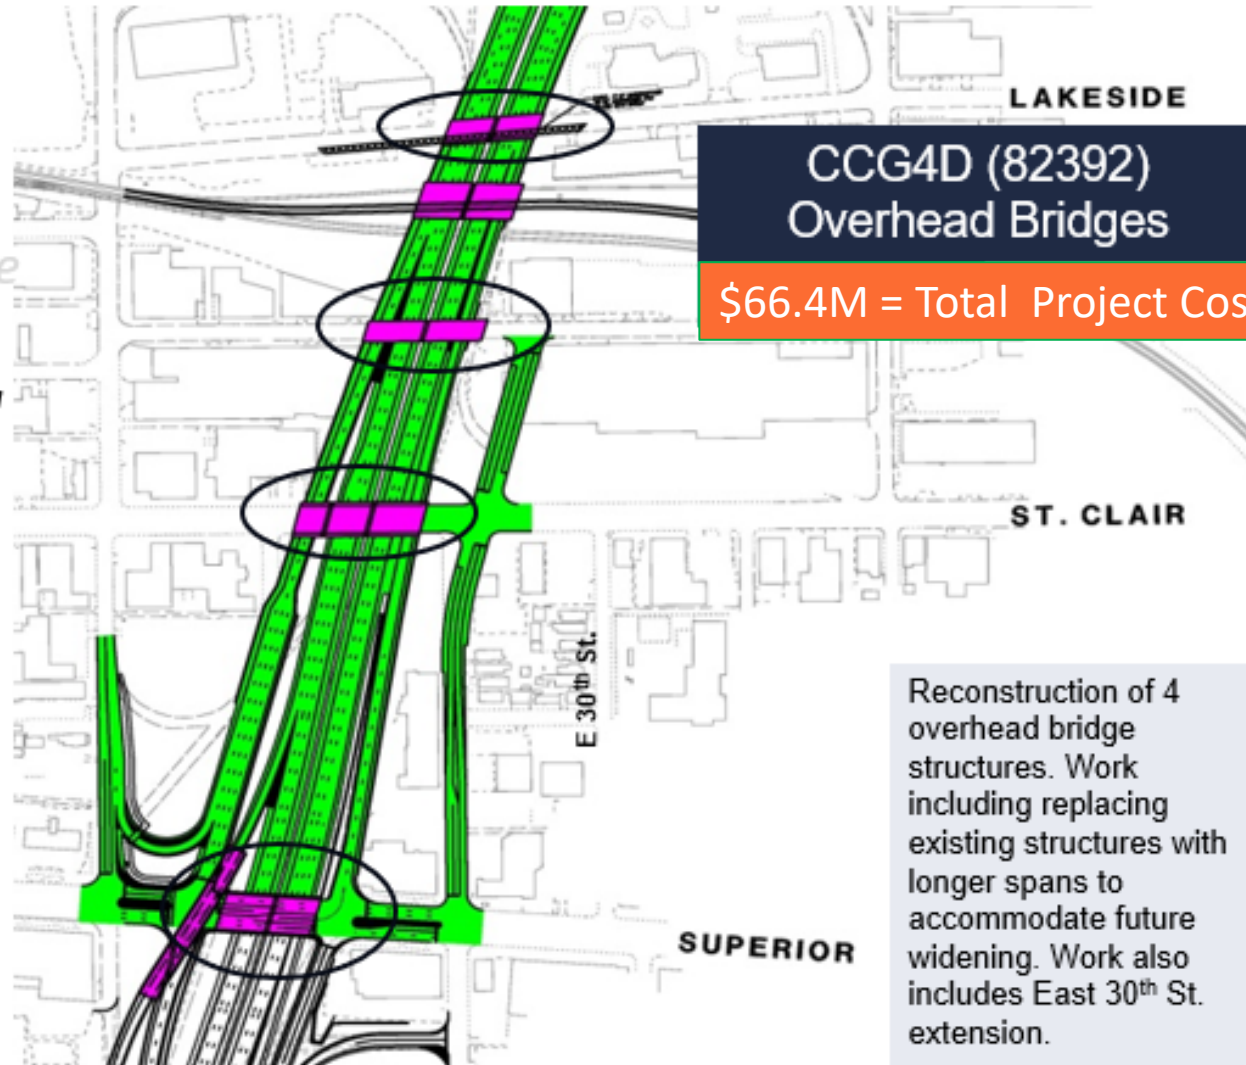 LAKESIDE
CCG4D (82392)
Overhead Bridges
$66.4M = Total Project Cos
ST. CLAIR
E 30th St.
Reconstruction of 4
overhead bridge
structures. Work
including replacing
existing structures with
longer spans to
accommodate future
widening. Work also
includes East 30th St.
extension.
SUPERIOR